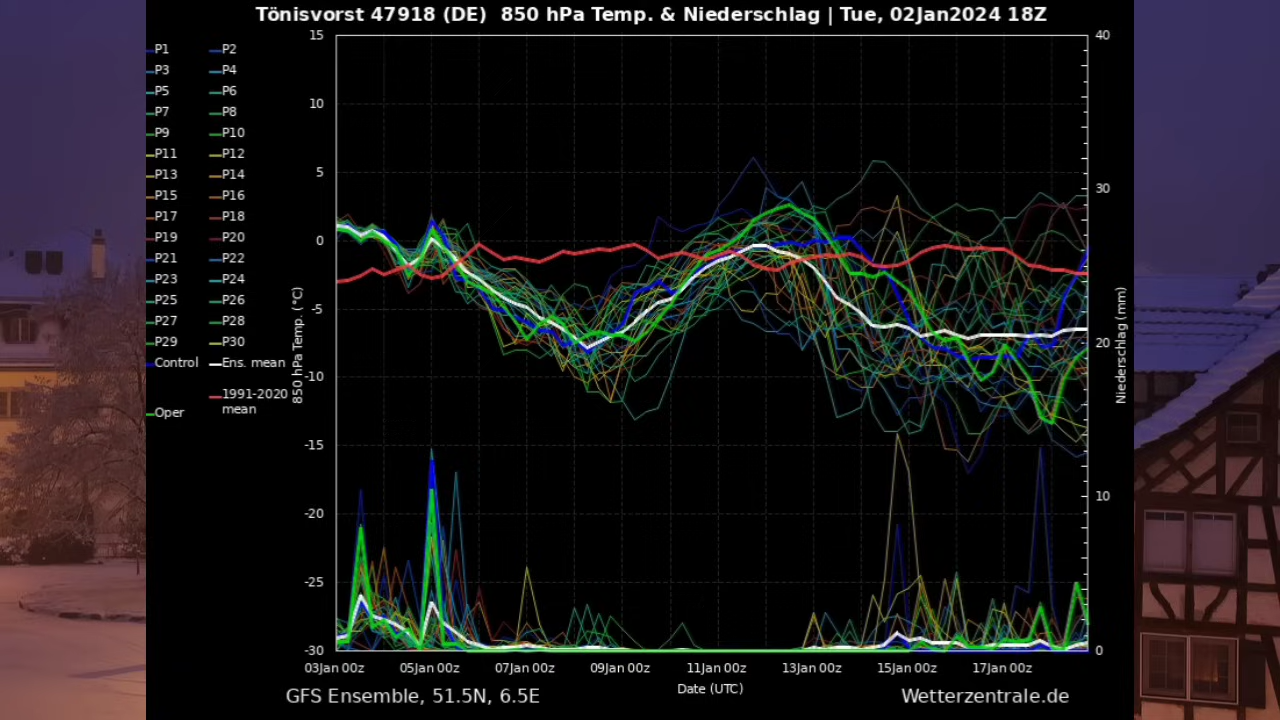 Tönisvorst 47918 (DE)  850 hPa Temp. & Niederschlag | Tue, 02Jan2024 18Z
P1 P2
P3 P4
P5 P6
P7 P8
P9 P10
P11 P12
P13 P14
P15 P16
P17 P18
P19 P20
P21 P22
P23 P24
P25 P26
P27 P28
P29 P30
Control Ens. mean
1991-2020 mean
Oper
850 hPa Temp. (°C)
15
10
5
0
-5
-10
-15
-20
-25
-30
40
30
20
10
0
Niederschlag (mm)
03Jan 00z 05Jan 00z 07Jan 00z 09Jan 00z 11Jan 00z 13Jan 00z 15Jan 00z 17Jan 00z
Date (UTC)
GFS Ensemble, 51.5N, 6.5E
Wetterzentrale.de